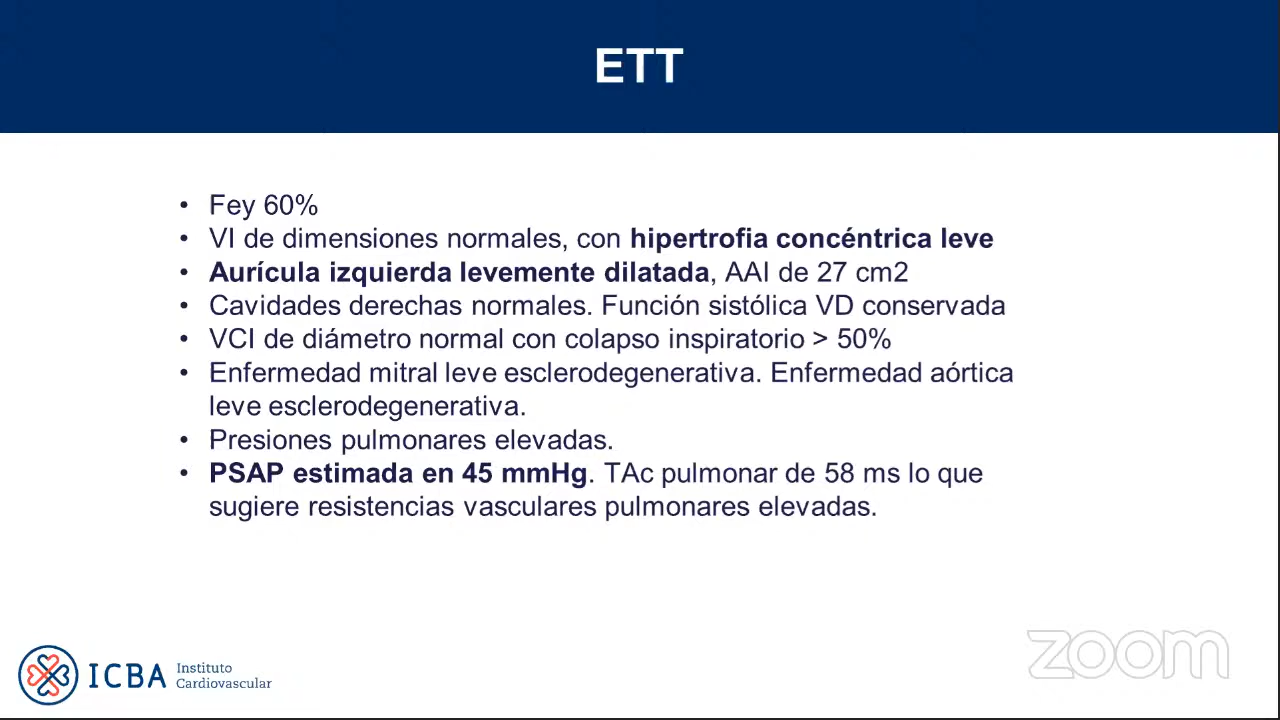 ETT
• Fey 60%
• VI de dimensiones normales, con hipertrofia concéntrica leve
• Aurícula izquierda levemente dilatada, AAI de 27 cm2
• Cavidades derechas normales. Función sistólica VD conservada
• VCI de diámetro normal con colapso inspiratorio > 50%
• Enfermedad mitral leve esclerodegenerativa. Enfermedad aórtica
leve esclerodegenerativa.
• Presiones pulmonares elevadas.
• PSAP estimada en 45 mmHg. TAc pulmonar de 58 ms lo que
sugiere resistencias vasculares pulmonares elevadas.
ICBA Instituto
Cardiovascular
zoom